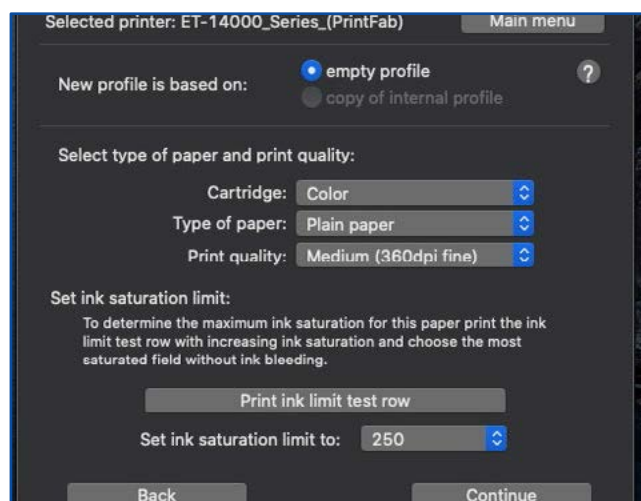 Selected printer: ET-14000_Series_(PrintFab) Main menu
New profile is based on: empty profile ?
copy of internal profile
Select type of paper and print quality:
Cartridge: Color
Type of paper: Plain paper
Print quality: Medium (360dpi fine)
Set ink saturation limit:
To determine the maximum ink saturation for this paper print the ink
limit test row with increasing ink saturation and choose the most
saturated field without ink bleeding.
Print ink limit test row
Set ink saturation limit to: 250
Back Continue